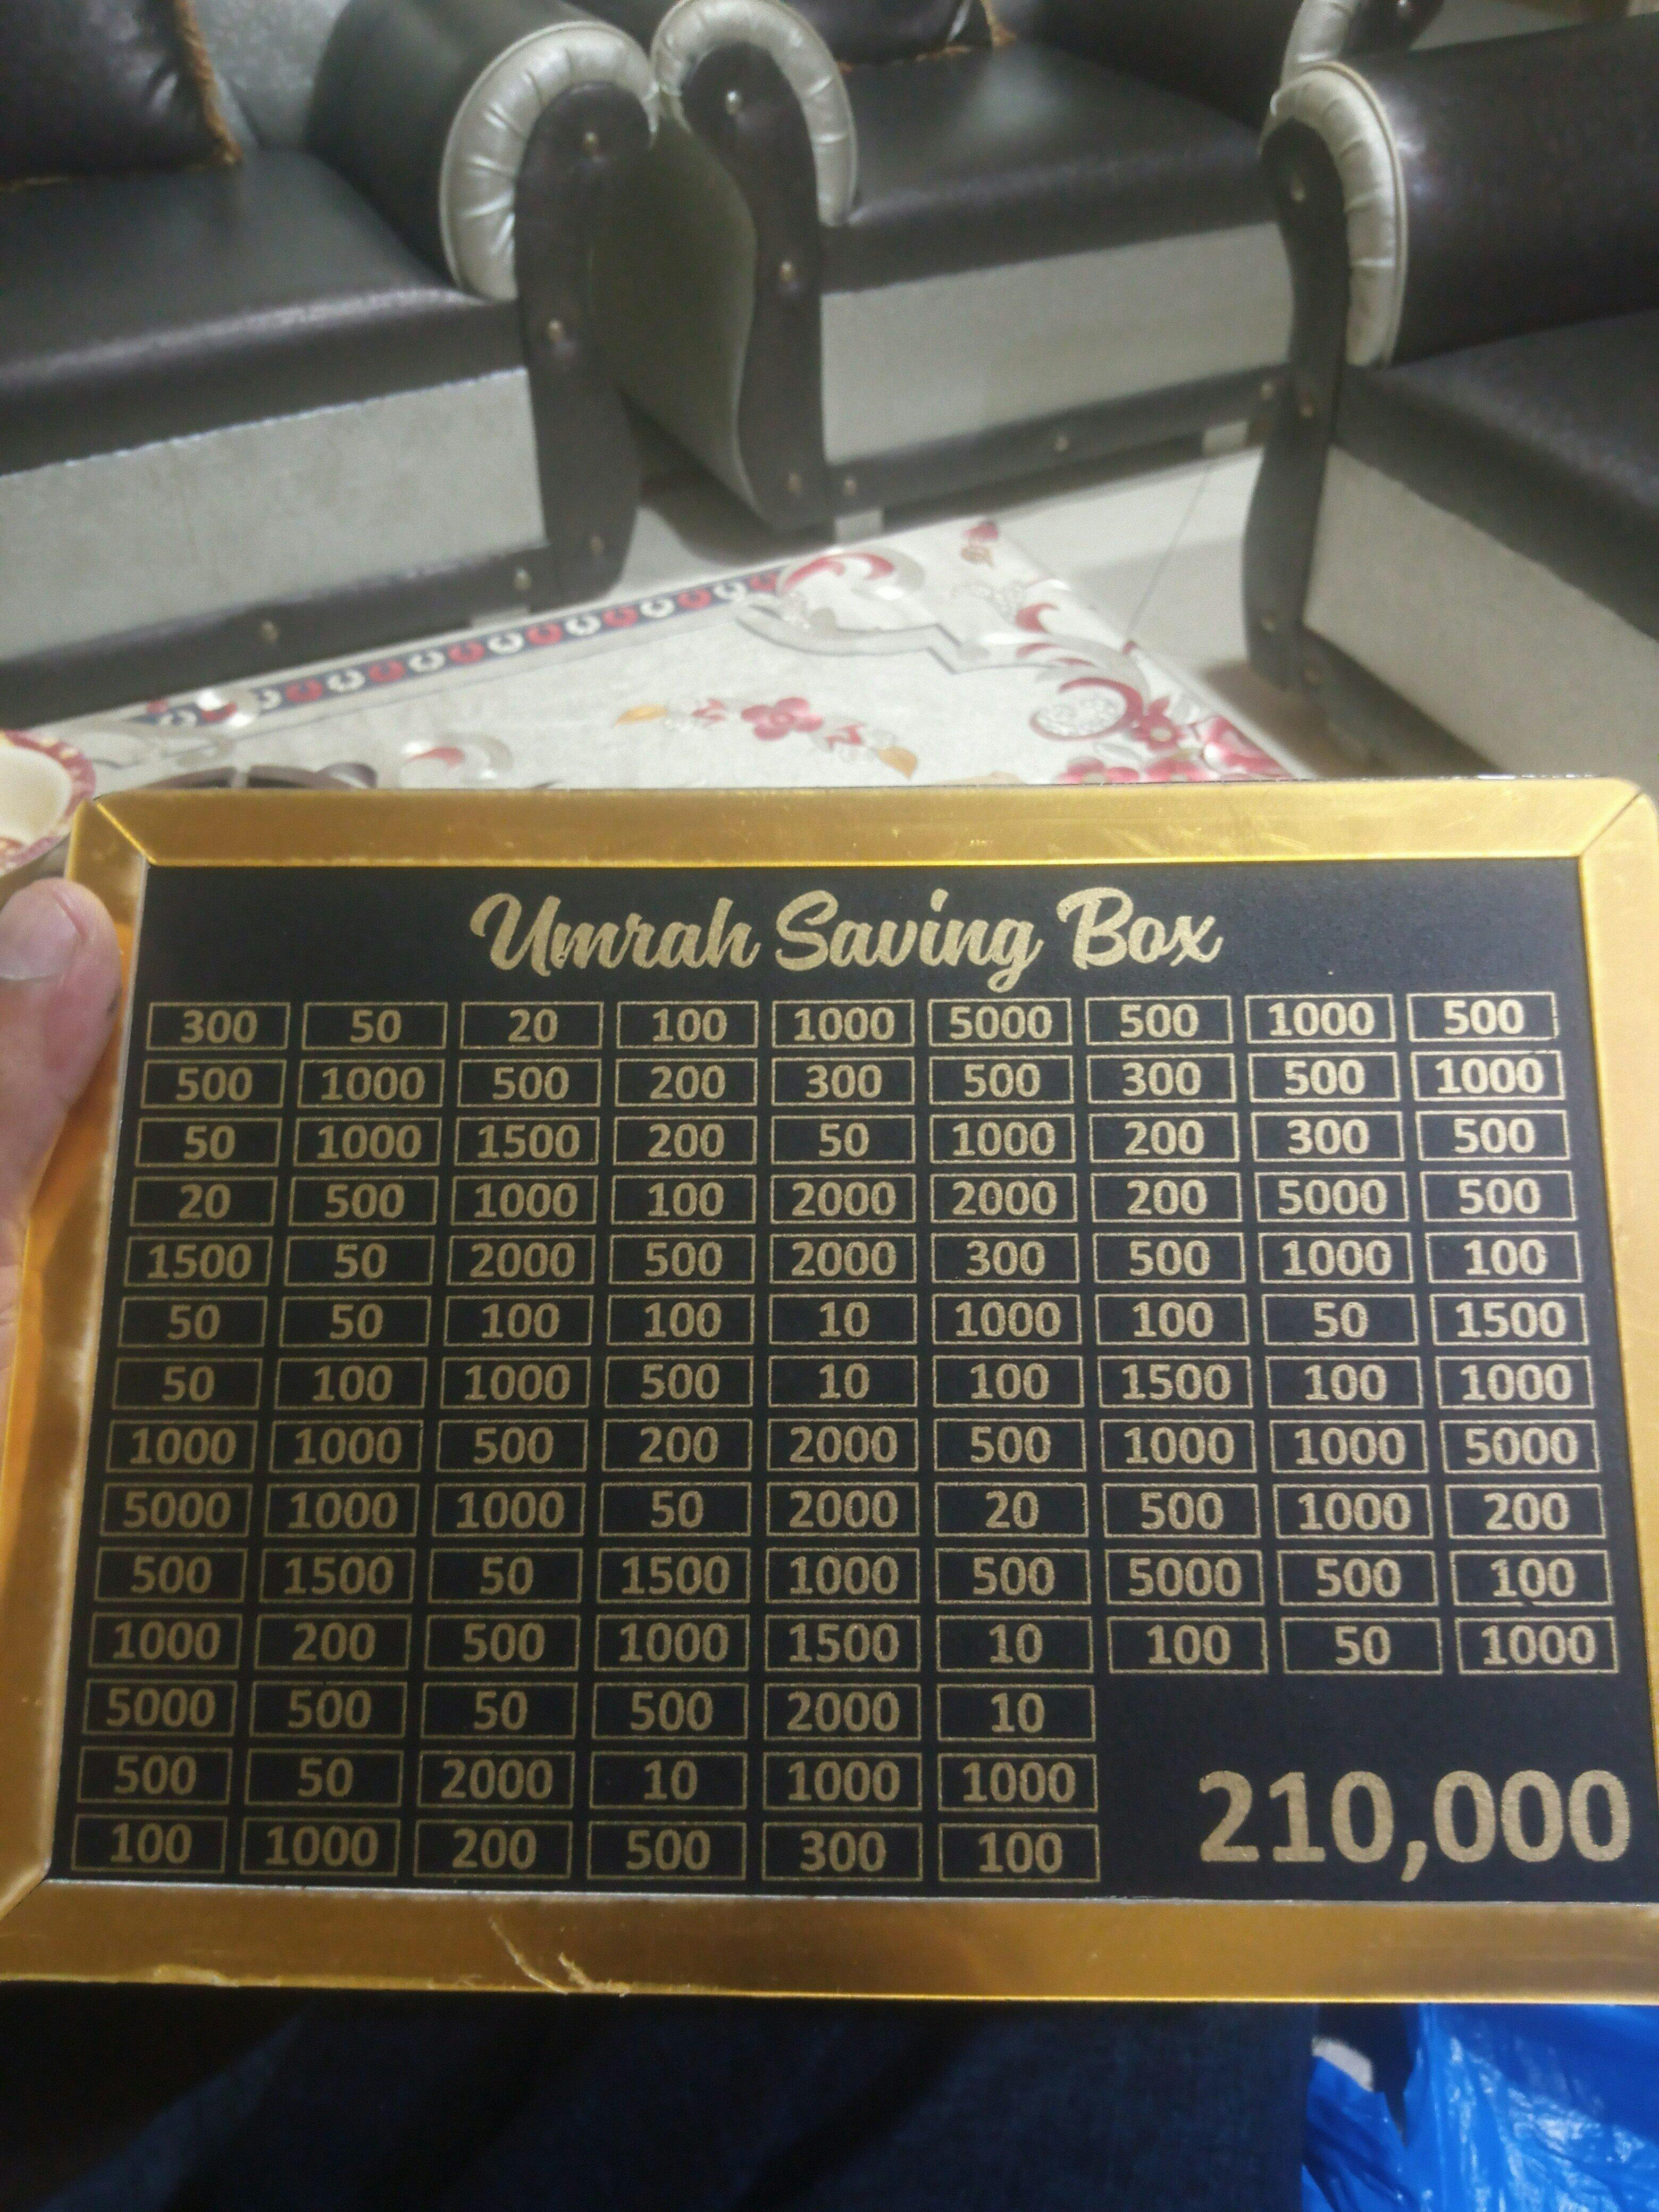 Umrah Saving Box
300 50 20 100 1000 5000 500 1000 500
500 1000 500 200 300 500 300 500 1000
50 1000 1500 200 50 1000 200 300 500
20 500 1000 100 2000 2000 200 5000 500
1500 50 2000 500 2000 300 500 1000 100
50 50 100 100 10 1000 100 50 1500
50 100 1000 500 10 100 1500 100 1000
1000 1000 500 200 2000 500 1000 1000 5000
5000 1000 1000 50 2000 20 500 1000 200
500 1500 50 1500 1000 500 5000 500 100
1000 200 500 1000 1500 10 100 50 1000
5000 500 50 500 2000 10
500 50 2000 10 1000 1000
100 1000 200 500 300 100
210,000